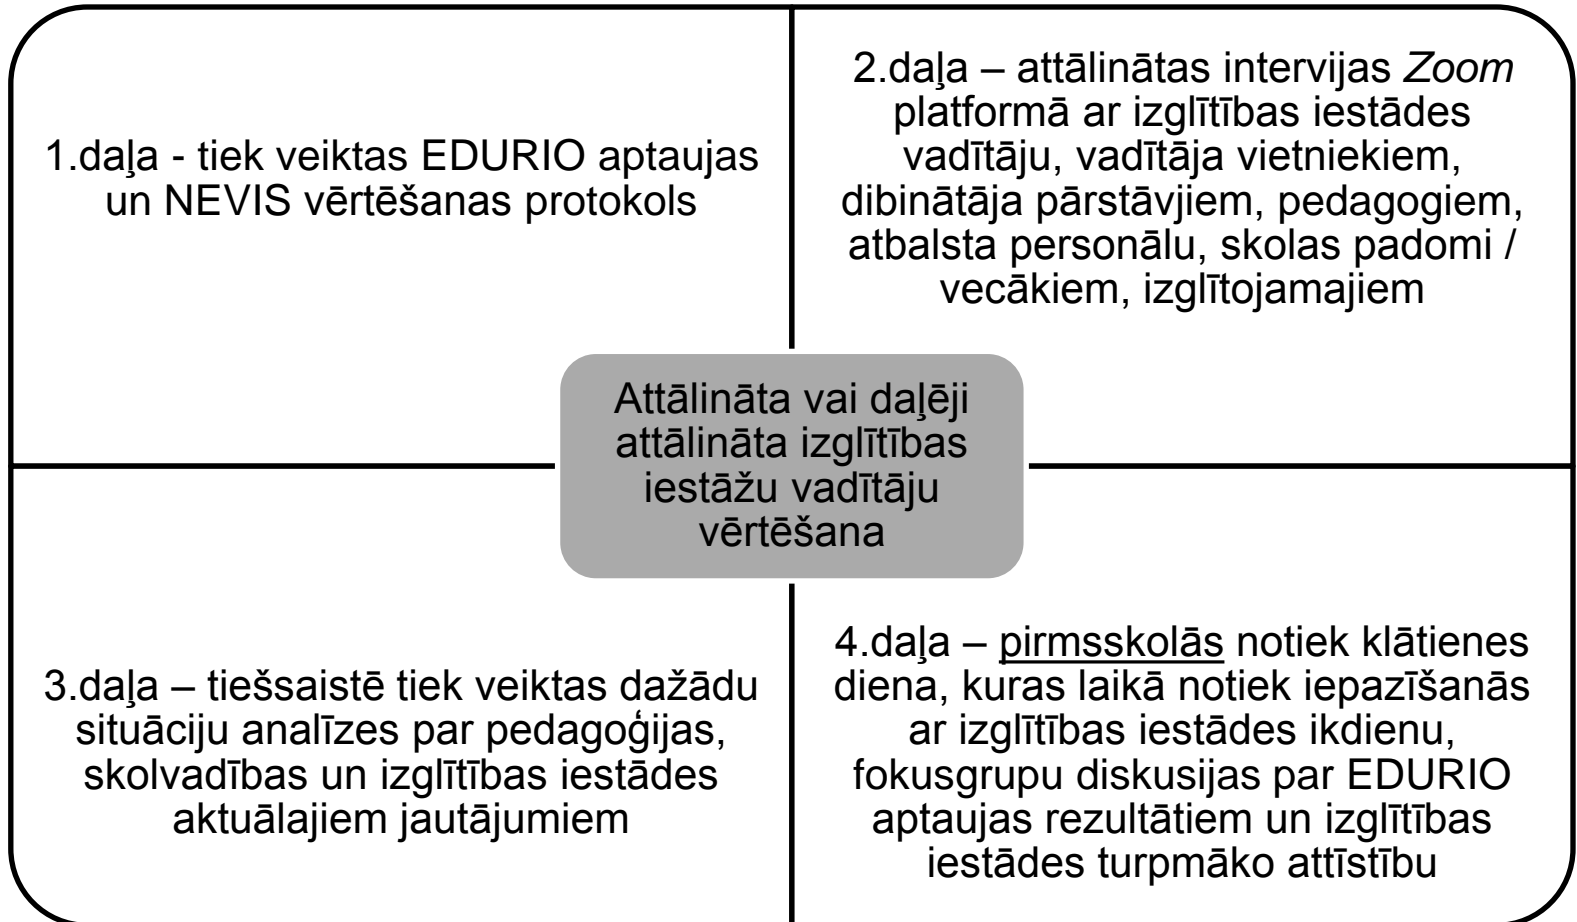 1.daļa - tiek veiktas EDURIO aptaujas
un NEVIS vērtēšanas protokols
2.daļa – attālinātas intervijas Zoom
platformā ar izglītības iestādes
vadītāju, vadītāja vietniekiem,
dibinātāja pārstāvjiem, pedagogiem,
atbalsta personālu, skolas padomi /
vecākiem, izglītojamajiem
Attālināta vai daļēji
attālināta izglītības
iestāžu vadītāju
vērtēšana
3.daļa – tiešsaistē tiek veiktas dažādu
situāciju analīzes par pedagoģijas,
skolvadības un izglītības iestādes
aktuālajiem jautājumiem
4.daļa – pirmsskolās notiek klātienes
diena, kuras laikā notiek iepazīšanās
ar izglītības iestādes ikdienu,
fokusgrupu diskusijas par EDURIO
aptaujas rezultātiem un izglītības
iestādes turpmāko attīstību